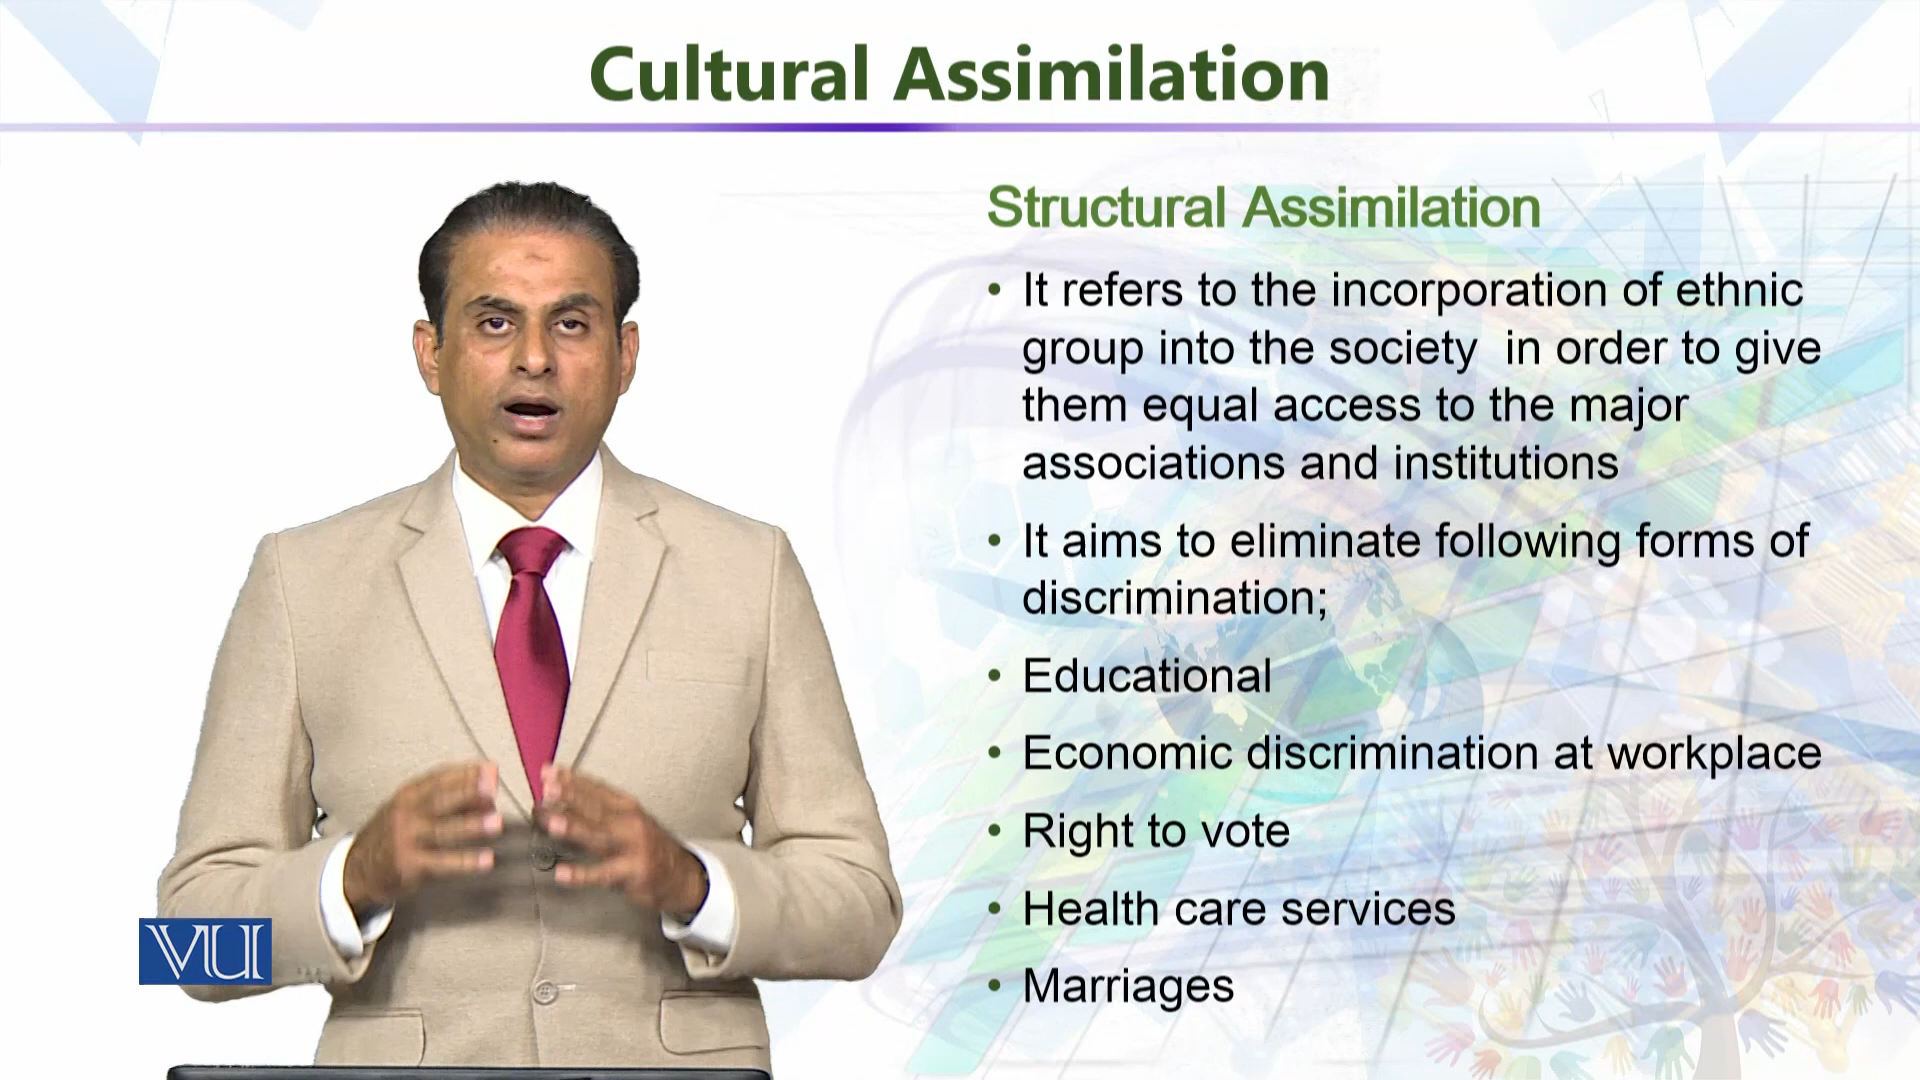 Cultural Assimilation
Structural Assimilation
• It refers to the incorporation of ethnic
group into the society  in order to give
them equal access to the major
associations and institutions
• It aims to eliminate following forms of
discrimination;
• Educational
• Economic discrimination at workplace
• Right to vote
• Health care services
• Marriages
VU